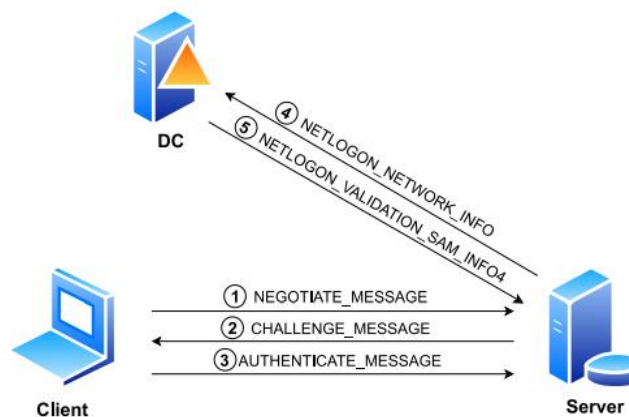 DC
④ NETLOGON_NETWORK_INFO
⑤ NETLOGON_VALIDATION_SAM_INFO4
① NEGOTIATE_MESSAGE
② CHALLENGE_MESSAGE
③ AUTHENTICATE_MESSAGE
Client
Server